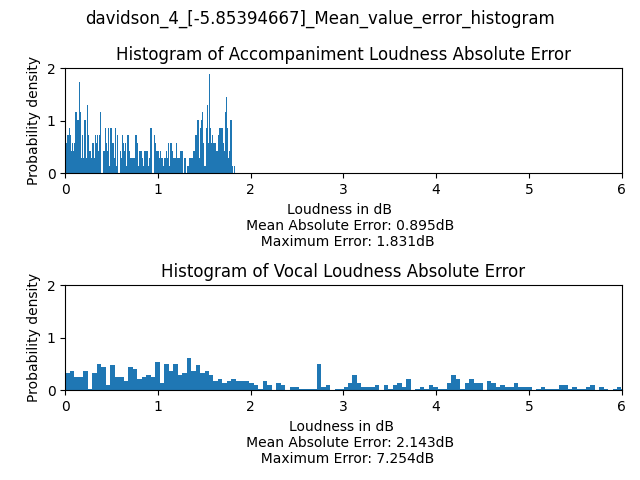 davidson_4_[-5.85394667]_Mean_value_error_histogram
Histogram of Accompaniment Loudness Absolute Error
Probability density
2
1
0
0 1 2 3 4 5 6
Loudness in dB
Mean Absolute Error: 0.895dB
Maximum Error: 1.831dB
Histogram of Vocal Loudness Absolute Error
Probability density
2
1
0
0 1 2 3 4 5 6
Loudness in dB
Mean Absolute Error: 2.143dB
Maximum Error: 7.254dB